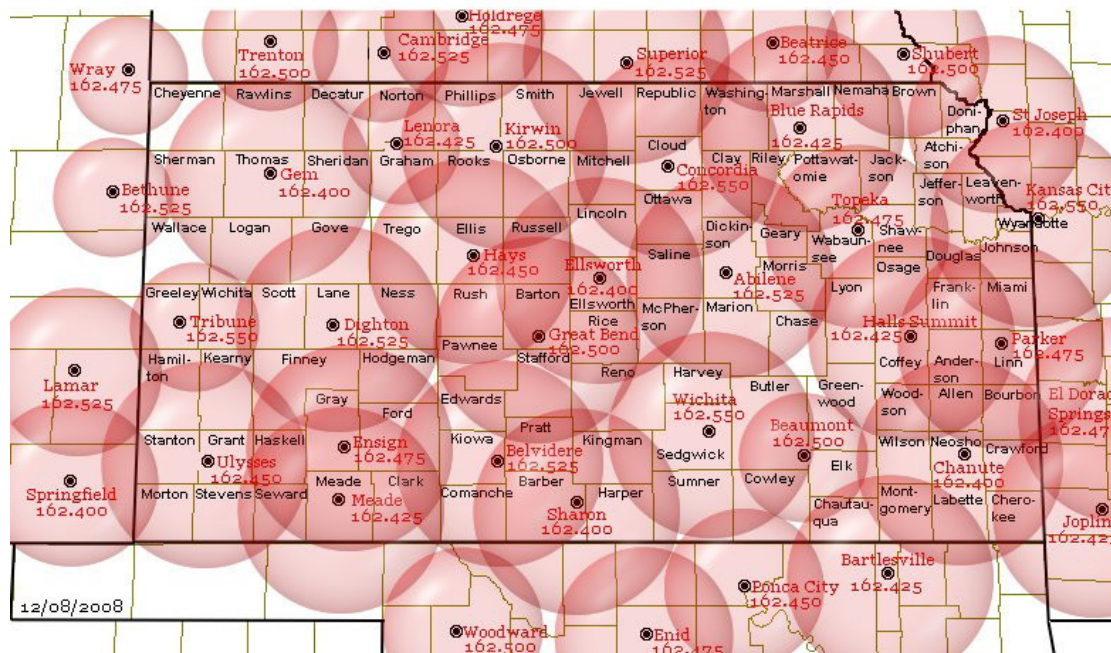 Holdrege
162.475
Cambridge
162.525
Trenton
162.500
Wray
162.475
Superior
162.525
Beatrice
162.450
Shubert
162.500
Cheyenne
Rawlins
Decatur
Norton
Phillips
Smith
Jewell
Republic
Washing-
ton
Marshall
Nemaha
Brown
Doni-
phan
St Joseph
162.400
Blue Rapids
162.425
Lenora
162.425
Kirwin
162.500
Cloud
Atchi-
son
Sherman
Thomas
Sheridan
Graham
Rooks
Osborne
Mitchell
Clay
Riley
Pottawat-
omie
Jack-
son
Gem
162.400
Concordia
162.550
Jeffer-
son
Leaven-
worth
Kansas City
162.550
Bethune
162.525
Ottawa
Topeka
162.475
Lincoln
Wyandotte
Wallace
Logan
Gove
Trego
Ellis
Russell
Dickin-
son
Geary
Wabaun-
see
Shaw-
nee
Johnson
Saline
Douglas
Hays
162.450
Ellsworth
162.400
Morris
Osage
Abilene
162.525
Greeley
Wichita
Scott
Lane
Ness
Rush
Barton
Ellsworth
McPher-
son
Marion
Lyon
Frank-
lin
Miami
Rice
Chase
Tribune
162.550
Dighton
162.525
Great Bend
162.500
Halls Summit
162.425
Parker
162.475
Pawnee
Hamil-
ton
Kearny
Finney
Hodgeman
Stafford
Reno
Harvey
Coffey
Ander-
son
Linn
Lamar
162.525
Butler
Green-
wood
Wood-
son
Allen
Bourbon
El Dorad
Springs
162.47
Gray
Ford
Edwards
Wichita
162.550
Pratt
Beaumont
162.500
Stanton
Grant
Haskell
Kiowa
Kingman
Sedgwick
Wilson
Neosho
Crawford
Ensign
162.475
Ulysses
162.450
Belvidere
162.525
Elk
Chanute
162.400
Springfield
162.400
Morton
Stevens
Seward
Meade
Clark
Comanche
Barber
Harper
Sumner
Cowley
Chautau-
qua
Mont-
gomery
Labette
Chero-
kee
Meade
162.425
Sharon
162.400
Joplin
162.42
Bartlesville
162.425
Ponca City
162.450
12/08/2008
Woodward
162.500
Enid
162.475